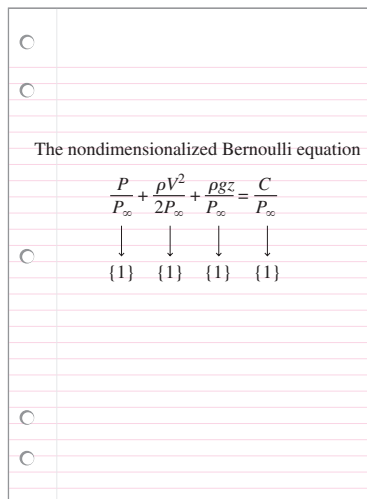 The nondimensionalized Bernoulli equation
P/P∞ + ρV²/2P∞ + ρgz/P∞ = C/P∞
{1} {1} {1} {1}